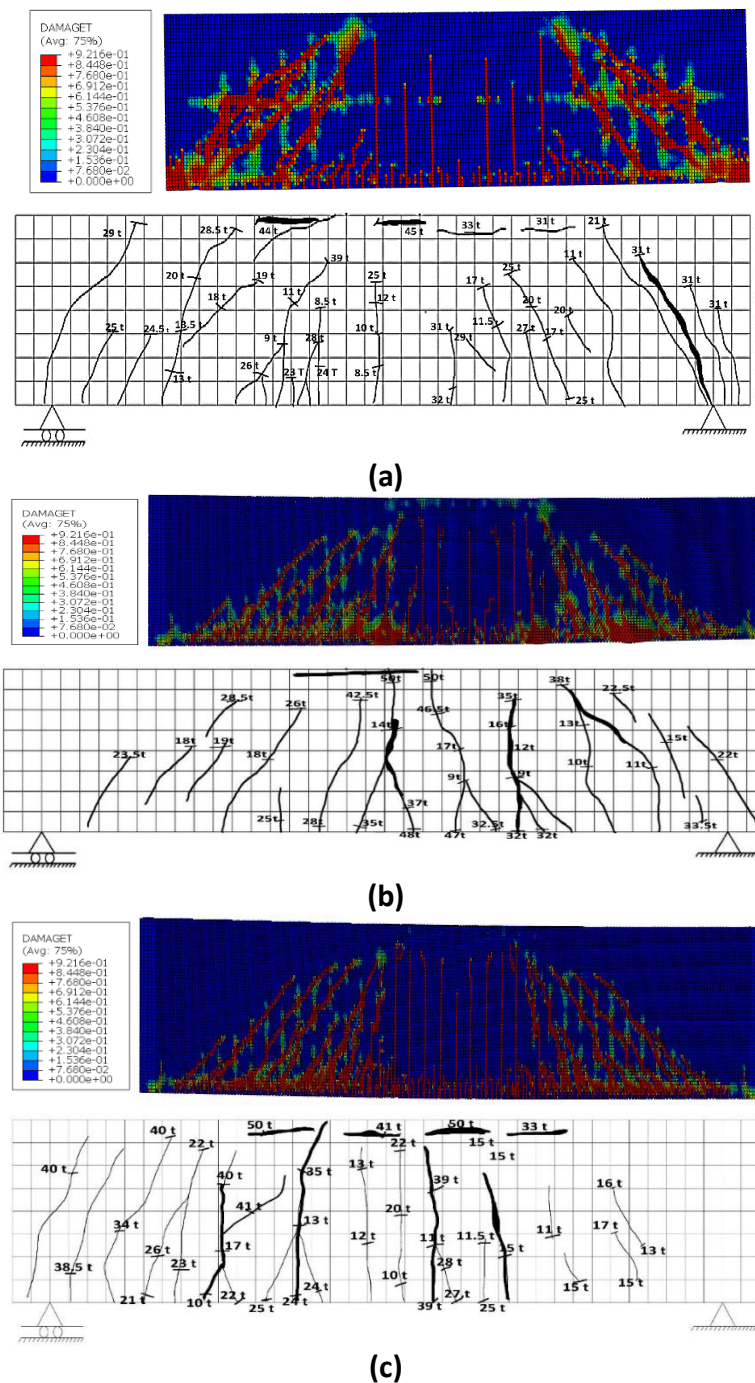 DAMAGET
(Avg: 75%)
+9.216e-01
+8.448e-01
+7.680e-01
+6.912e-01
+6.144e-01
+5.376e-01
+4.608e-01
+3.840e-01
+3.072e-01
+2.304e-01
+1.536e-01
+7.680e-02
+0.000e+00
29 t 28.5 t 44 t 45 t 33 t 31 t 21 t
39 t 11 t 31 t
20 t 19 t 25 t 17 t 25 t 31 t
18 t 11 t 8.5 t 12 t 20 t 20 t 31 t
25 t 24.5 t 13.5 t 10 t 31 t 11.5 t 27 t 17 t
9 t 28 t 29 t
13 t 26 t 23 T 24 T 8.5 t
32 t 25 t
(a)
DAMAGET
(Avg: 75%)
+9.216e-01
+8.448e-01
+7.680e-01
+6.912e-01
+6.144e-01
+5.376e-01
+4.608e-01
+3.840e-01
+3.072e-01
+2.304e-01
+1.536e-01
+7.680e-02
+0.000e+00
50t 50t 38t
28.5t 26t 42.5t 35t 22.5t
14t 46.5t 16t 13t
18t 19t 15t 22t
23.5t 18t 17t 12t 10t 11t
9t 9t
37t
25t 28t 35t 32.5t 33.5t
48t 47t 32t 32t
(b)
DAMAGET
(Avg: 75%)
+9.216e-01
+8.448e-01
+7.680e-01
+6.912e-01
+6.144e-01
+5.376e-01
+4.608e-01
+3.840e-01
+3.072e-01
+2.304e-01
+1.536e-01
+7.680e-02
+0.000e+00
40 t 50 t 41 t 50 t 33 t
22 t 22 t 15 t
40 t 40 t 35 t 13 t 39 t 15 t 16 t
41 t 20 t
34 t 13 t 12 t 11 t 11.5 t 11 t 17 t
26 t 17 t 15 t 13 t
38.5 t 23 t 24 t 10 t 28 t 15 t 15 t
21 t 10 t 22 t 25 t 24 t 39 t 27 t 25 t
(c)